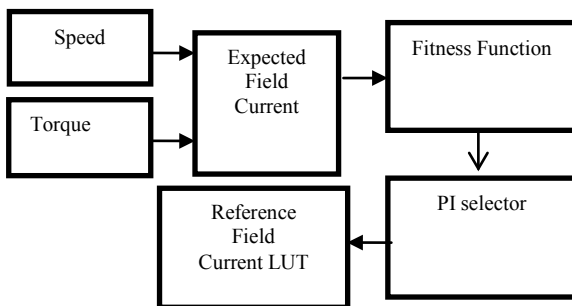 Speed
Torque
Expected
Field
Current
Fitness Function
PI selector
Reference
Field
Current LUT